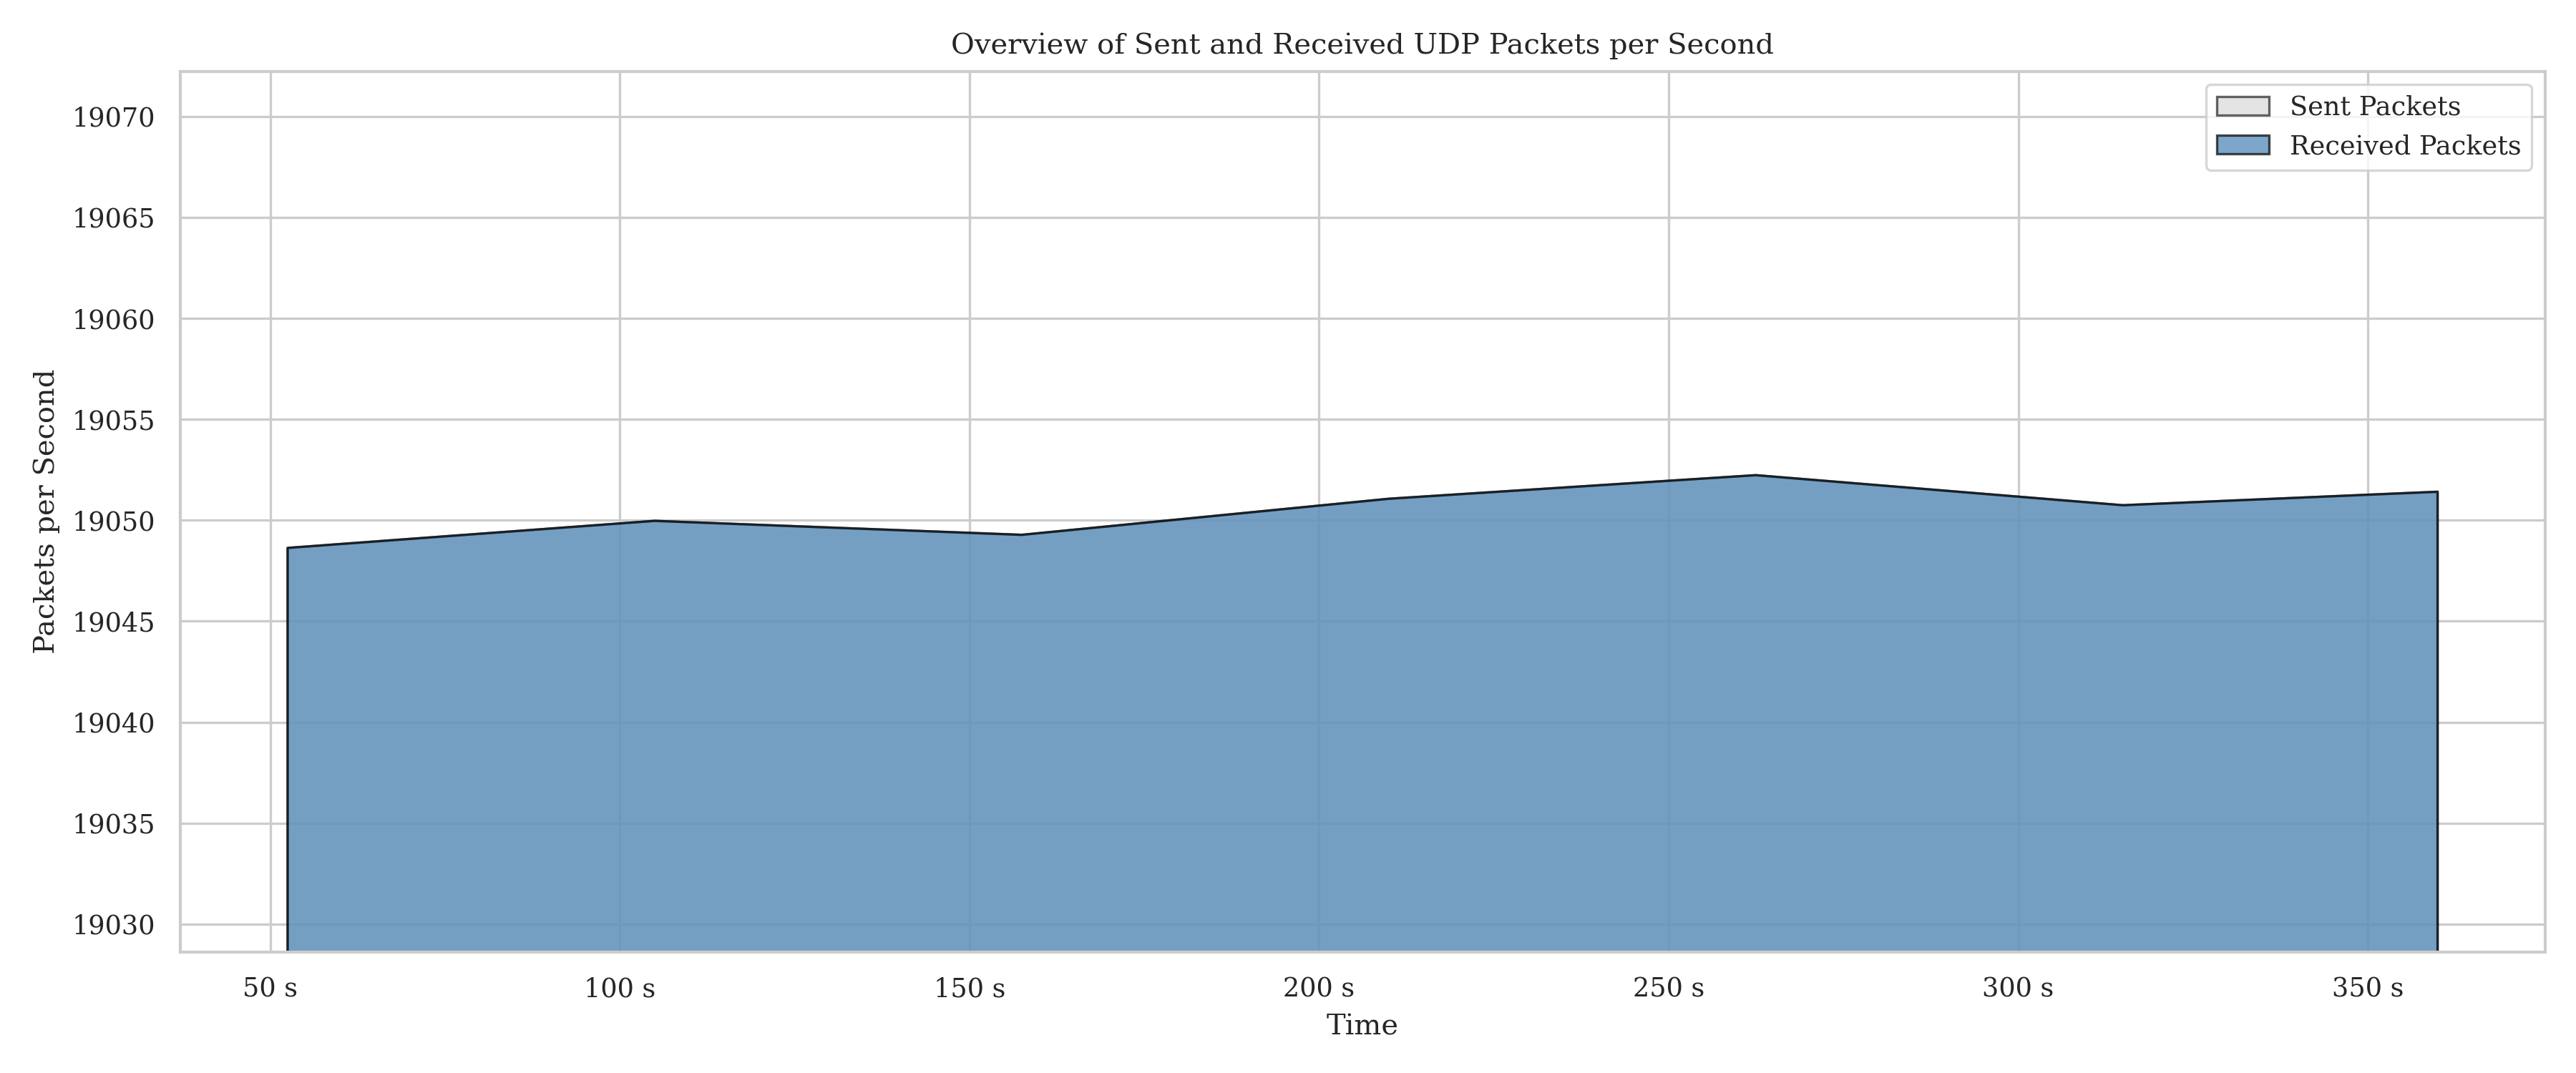 Overview of Sent and Received UDP Packets per Second
Sent Packets
Received Packets
Packets per Second
19070
19065
19060
19055
19050
19045
19040
19035
19030
50 s
100 s
150 s
200 s
250 s
300 s
350 s
Time